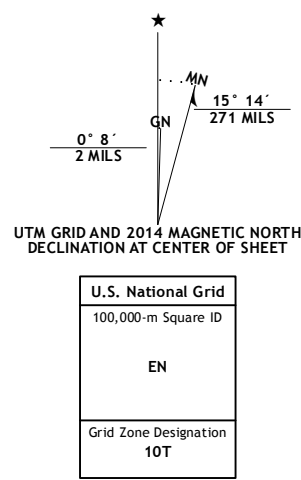 MN
GN
15° 14´
271 MILS
0° 8´
2 MILS
UTM GRID AND 2014 MAGNETIC NORTH
DECLINATION AT CENTER OF SHEET
U.S. National Grid
100,000-m Square ID
EN
Grid Zone Designation
10T